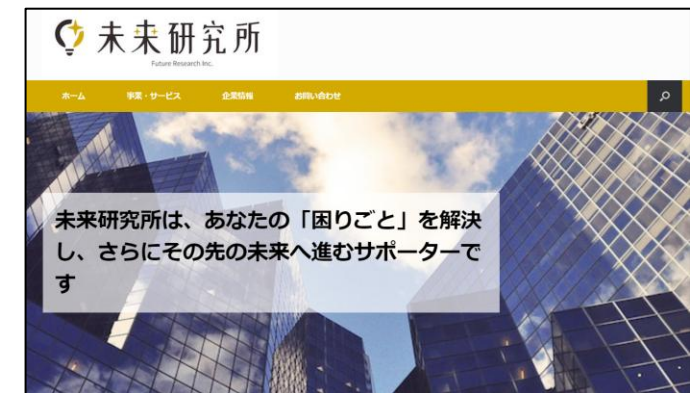 未来研究所
Future Research Inc.
ホーム 事業・サービス 企業情報 お問い合わせ
未来研究所は、あなたの「困りごと」を解決
し、さらにその先の未来へ進むサポーターで
す